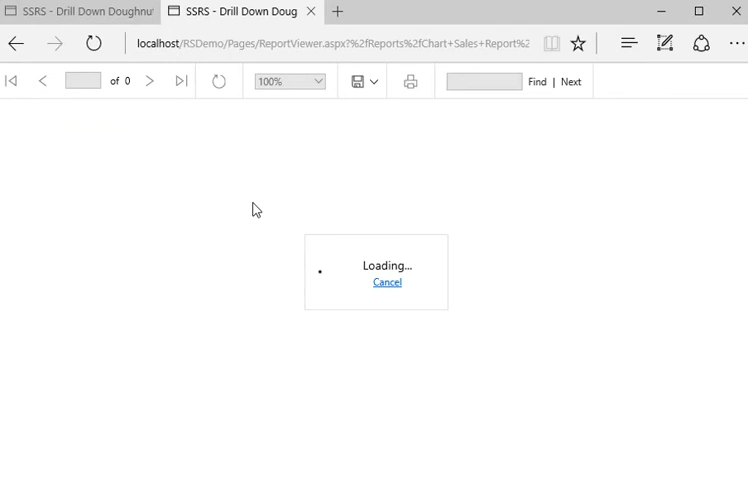 SSRS - Drill Down Doughnu
SSRS - Drill Down Doug
localhost/RSDemo/Pages/ReportViewer.aspx?%2fReports%2fChart+Sales+Report%2
of 0
100%
Find | Next
Loading...
Cancel